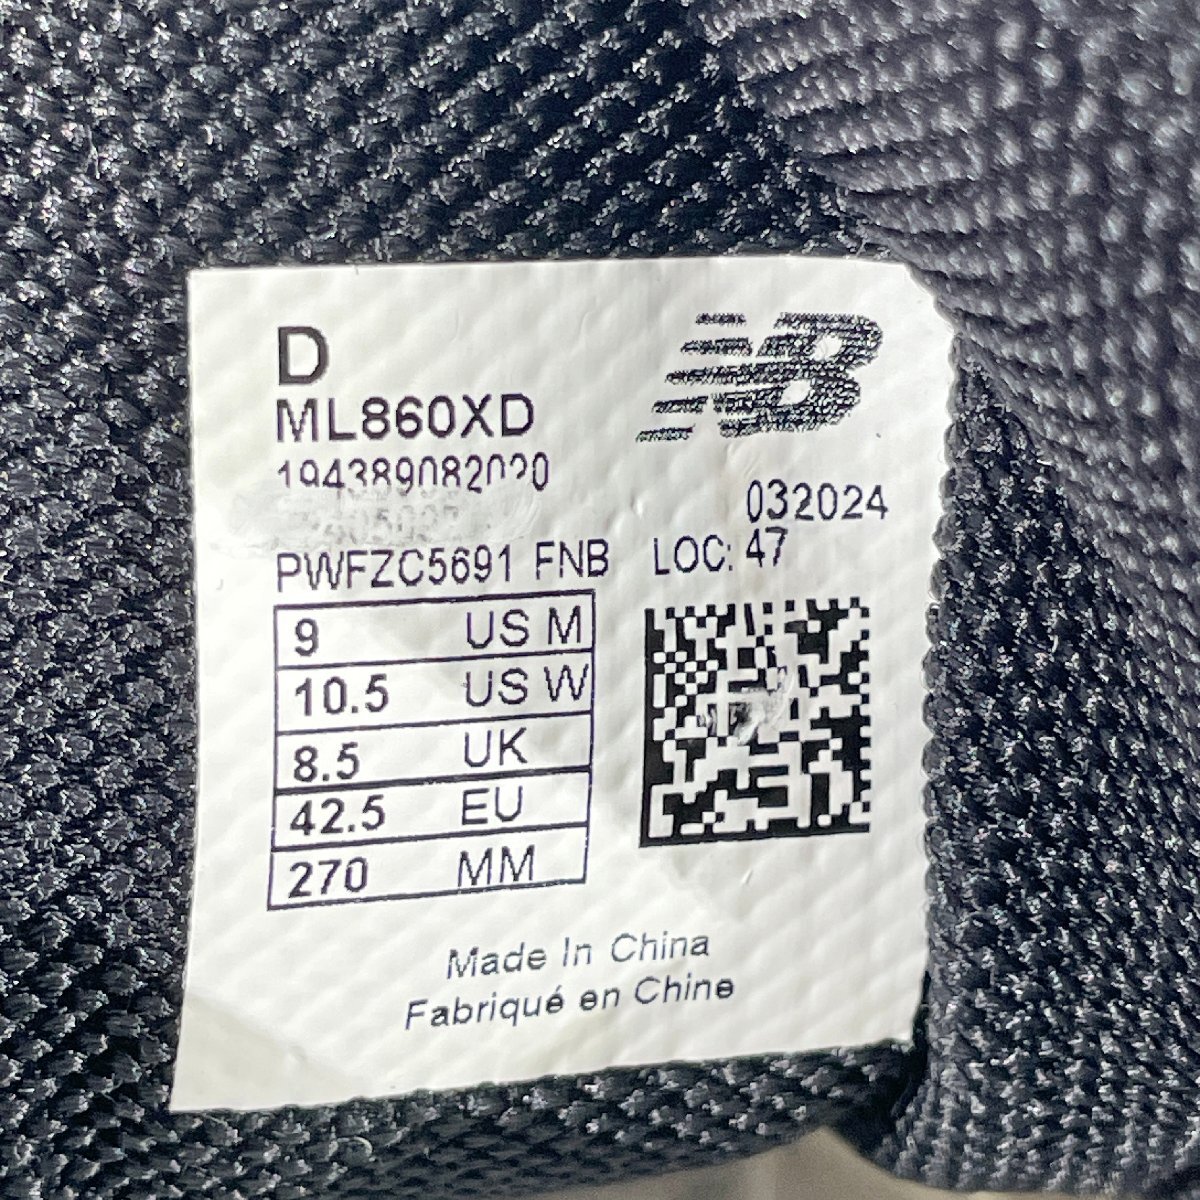 D
ML860XD
NB
032024
PWFZC5691 FNB LOC: 47
9 US M
10.5 US W
8.5 UK
42.5 EU
270 MM
Made In China
Fabriqué en Chine